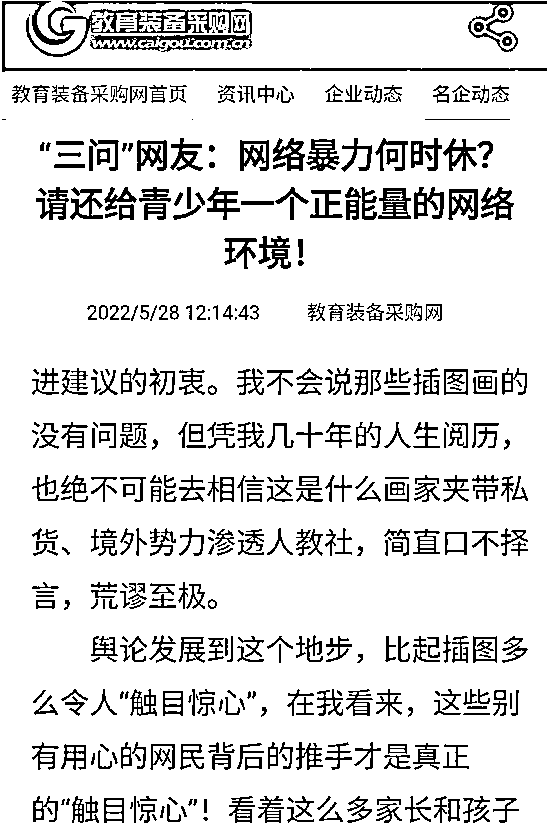 教育装备采购网
www.caigou.com.cn
教育装备采购网首页 资讯中心 企业动态 名企动态
“三问”网友：网络暴力何时休？
请还给青少年一个正能量的网络
环境！
2022/5/28 12:14:43 教育装备采购网
进建议的初衷。我不会说那些插图画的
没有问题，但凭我几十年的人生阅历，
也绝不可能去相信这是什么画家夹带私
货、境外势力渗透人教社，简直口不择
言，荒谬至极。
舆论发展到这个地步，比起插图多
么令人“触目惊心”，在我看来，这些别
有用心的网民背后的推手才是真正
的“触目惊心”！看着这么多家长和孩子